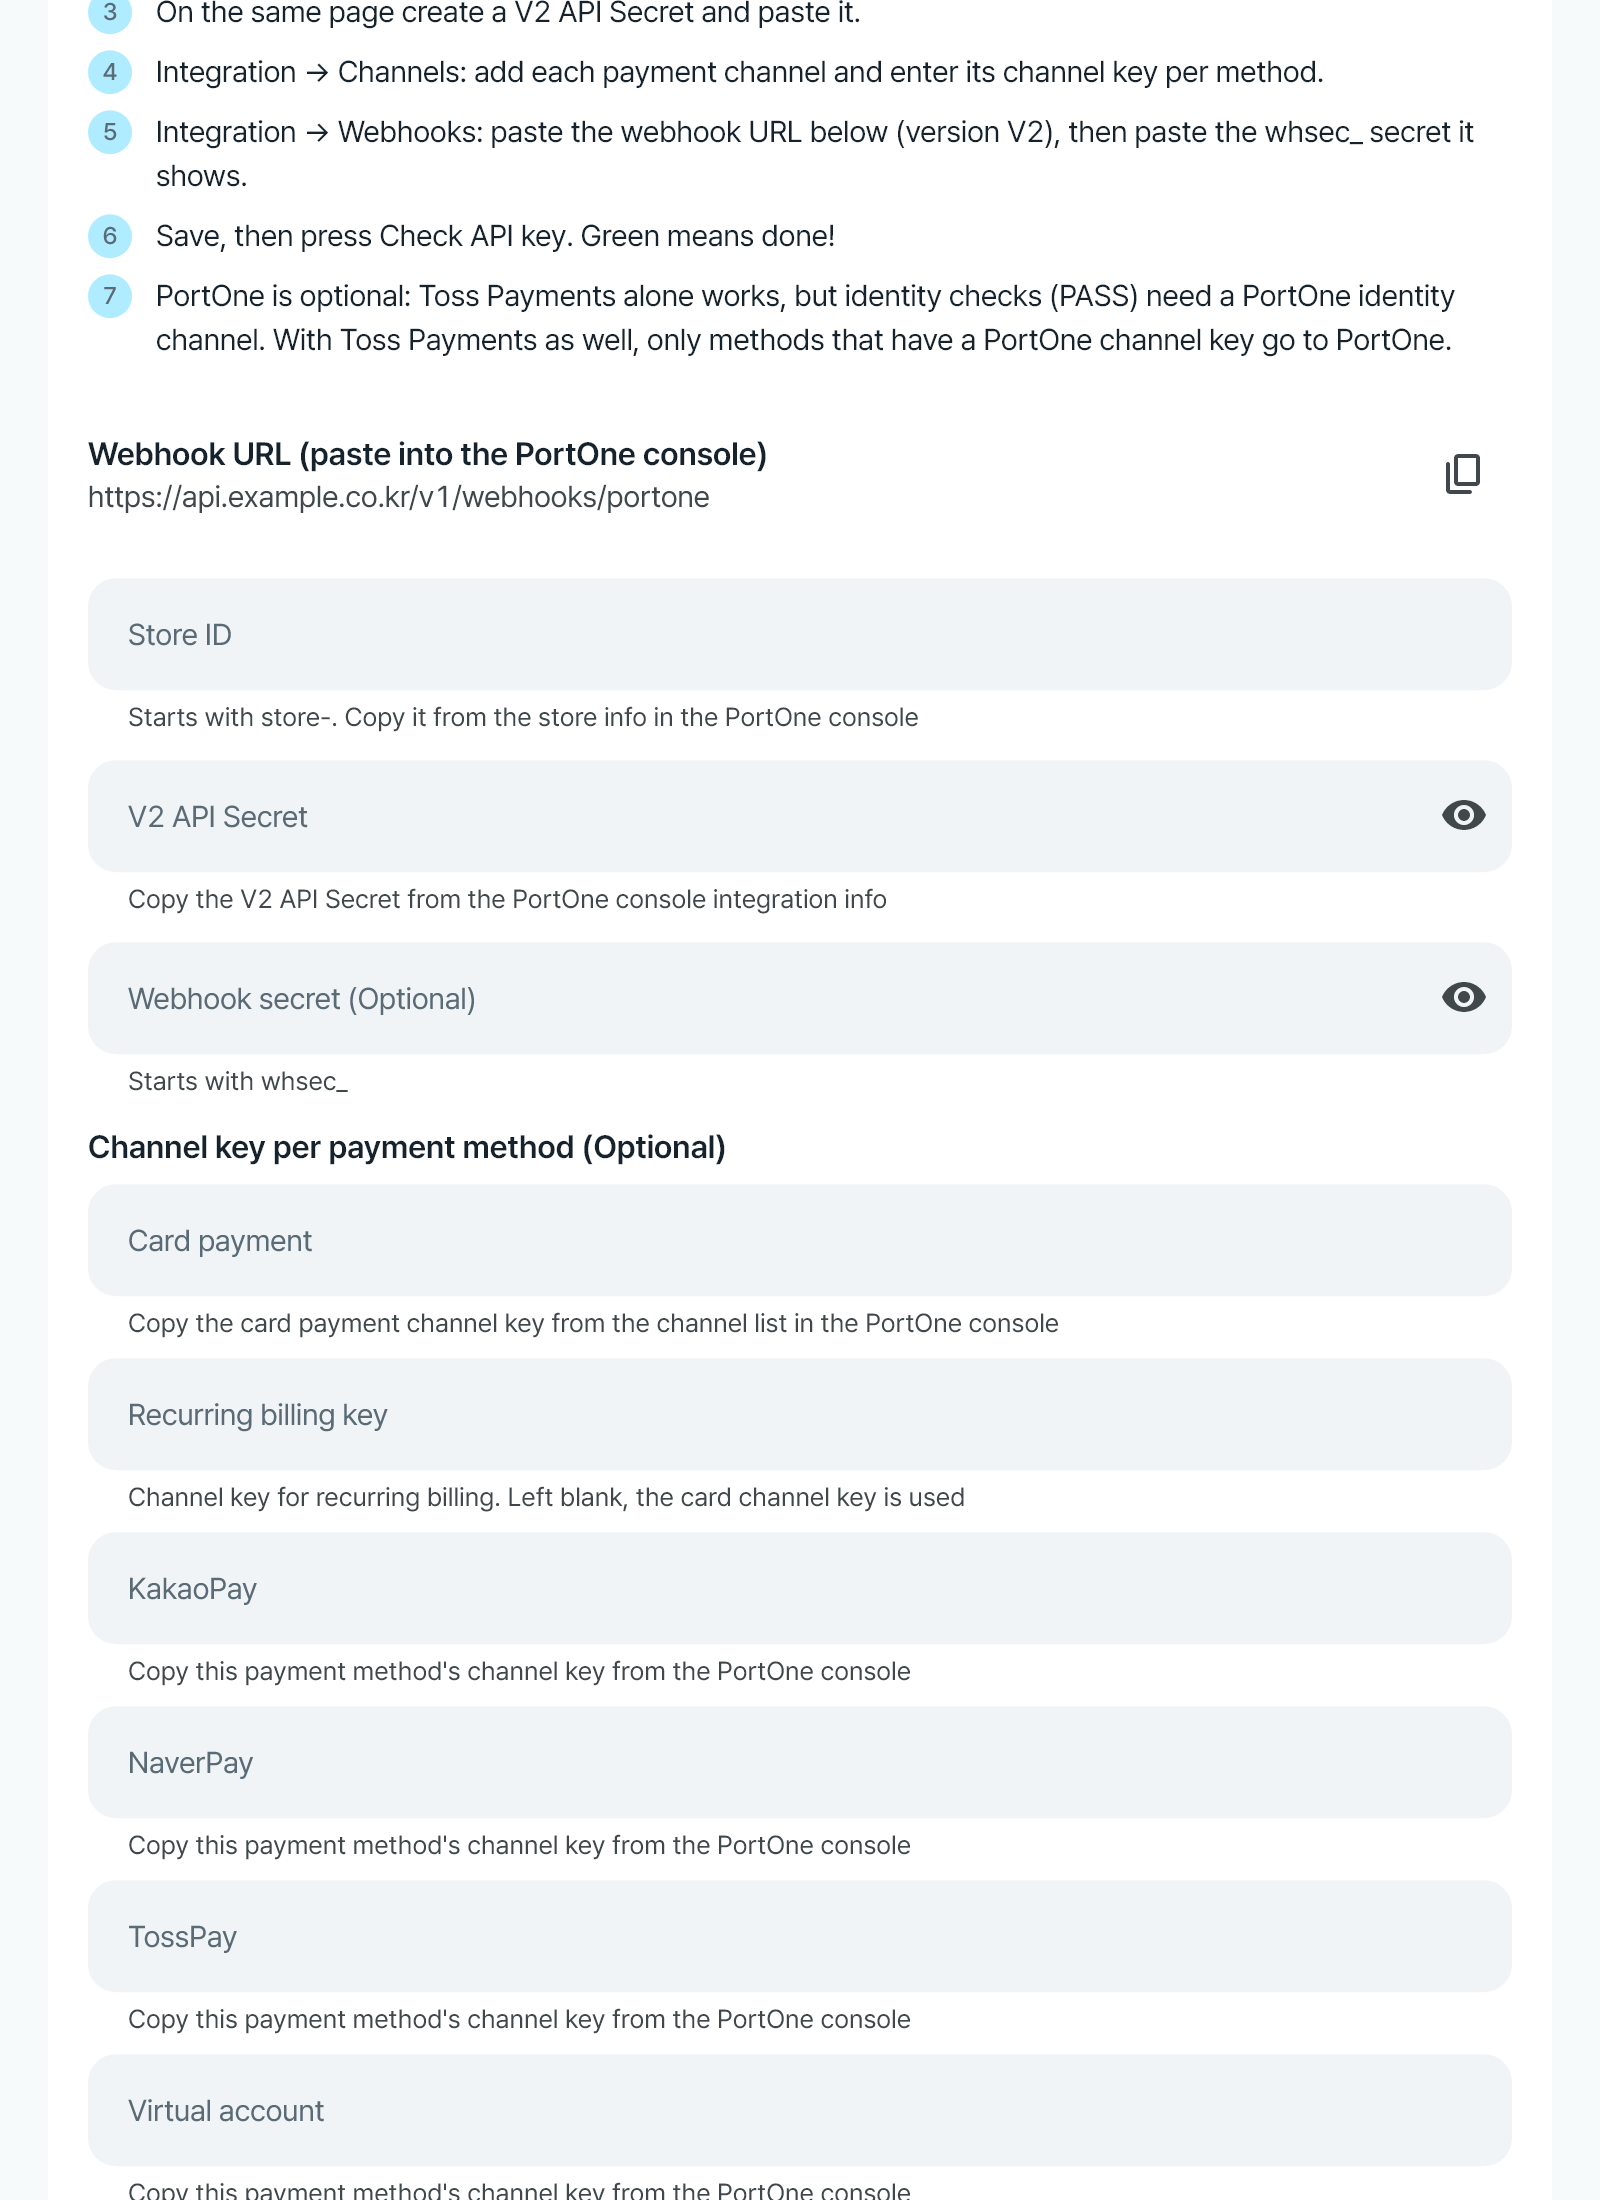 3 On the same page create a V2 API Secret and paste it.
4 Integration → Channels: add each payment channel and enter its channel key per method.
5 Integration → Webhooks: paste the webhook URL below (version V2), then paste the whsec_ secret it
shows.
6 Save, then press Check API key. Green means done!
7 PortOne is optional: Toss Payments alone works, but identity checks (PASS) need a PortOne identity
channel. With Toss Payments as well, only methods that have a PortOne channel key go to PortOne.
Webhook URL (paste into the PortOne console)
https://api.example.co.kr/v1/webhooks/portone
Store ID
Starts with store-. Copy it from the store info in the PortOne console
V2 API Secret
Copy the V2 API Secret from the PortOne console integration info
Webhook secret (Optional)
Starts with whsec_
Channel key per payment method (Optional)
Card payment
Copy the card payment channel key from the channel list in the PortOne console
Recurring billing key
Channel key for recurring billing. Left blank, the card channel key is used
KakaoPay
Copy this payment method's channel key from the PortOne console
NaverPay
Copy this payment method's channel key from the PortOne console
TossPay
Copy this payment method's channel key from the PortOne console
Virtual account
Copy this payment method's channel key from the PortOne console